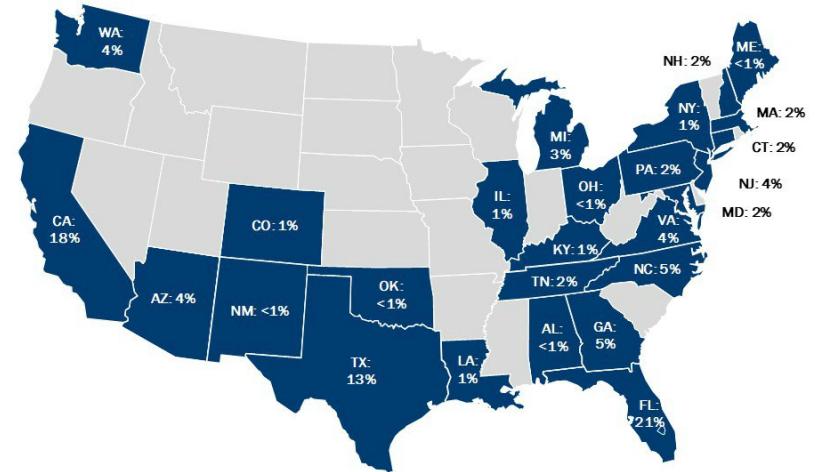 WA:
4%
ME:
<1%
NH: 2%
NY:
1%
MA: 2%
CT: 2%
MI:
3%
PA: 2%
NJ: 4%
OH:
<1%
IL:
1%
MD: 2%
VA:
4%
CA:
18%
CO: 1%
KY: 1%
NC: 5%
TN: 2%
AZ: 4%
NM: <1%
OK:
<1%
AL:
<1%
GA:
5%
TX:
13%
LA:
1%
FL:
21%